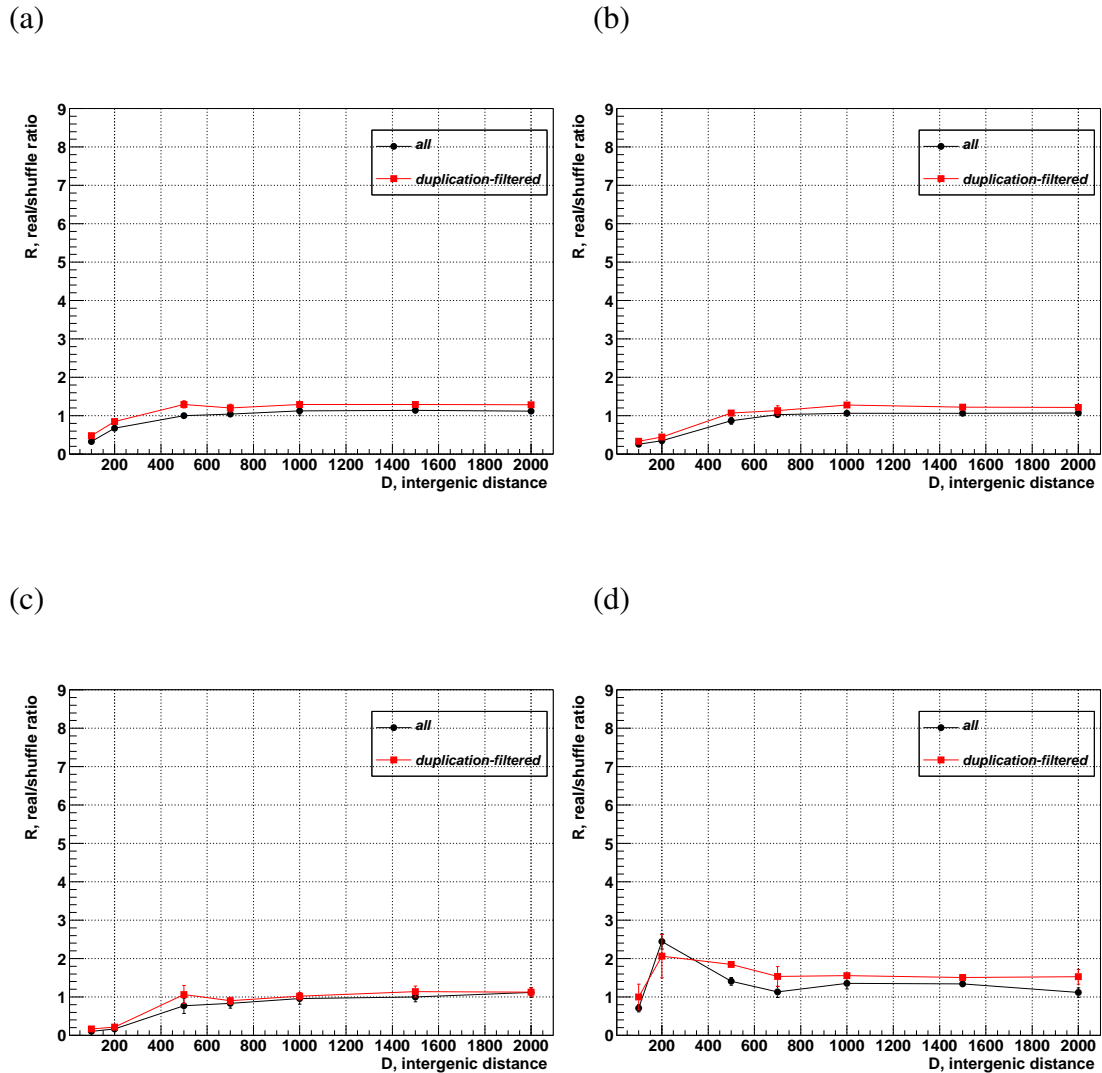 (a)
R, real/shuffle ratio
9
8
7
6
5
4
3
2
1
0
all
duplication-filtered
200 400 600 800 1000 1200 1400 1600 1800 2000
D, intergenic distance
(b)
R, real/shuffle ratio
9
8
7
6
5
4
3
2
1
0
all
duplication-filtered
200 400 600 800 1000 1200 1400 1600 1800 2000
D, intergenic distance
(c)
R, real/shuffle ratio
9
8
7
6
5
4
3
2
1
0
all
duplication-filtered
200 400 600 800 1000 1200 1400 1600 1800 2000
D, intergenic distance
(d)
R, real/shuffle ratio
9
8
7
6
5
4
3
2
1
0
all
duplication-filtered
200 400 600 800 1000 1200 1400 1600 1800 2000
D, intergenic distance